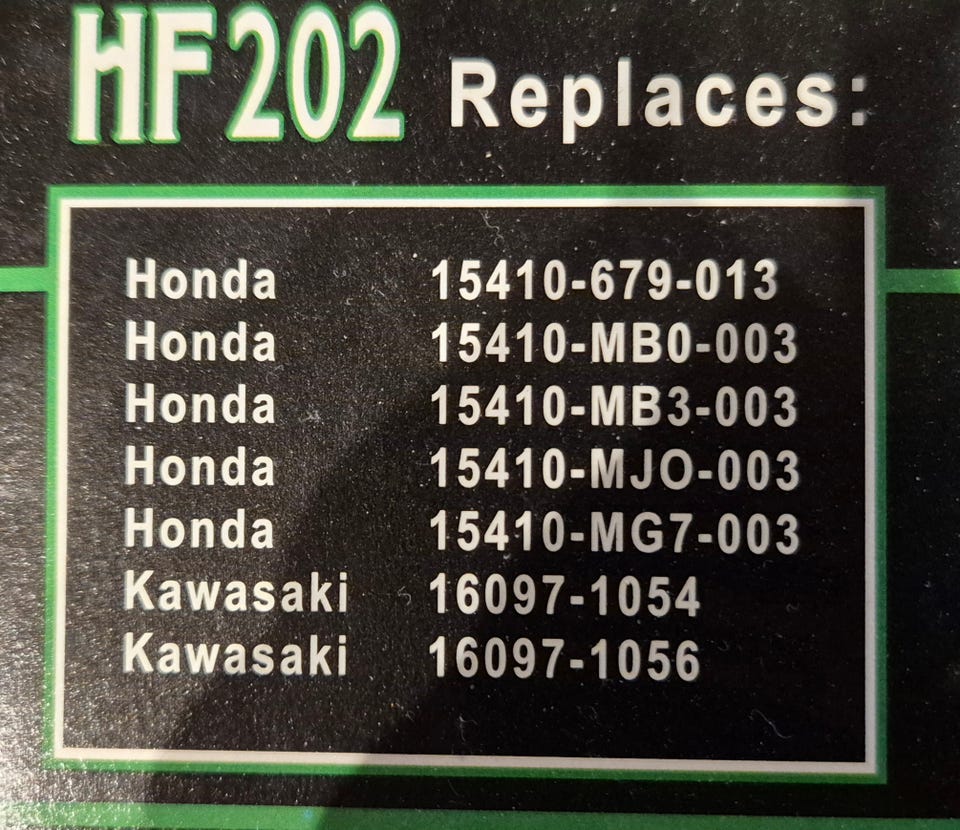 HF202 Replaces:
Honda 15410-679-013
Honda 15410-MB0-003
Honda 15410-MB3-003
Honda 15410-MJO-003
Honda 15410-MG7-003
Kawasaki 16097-1054
Kawasaki 16097-1056